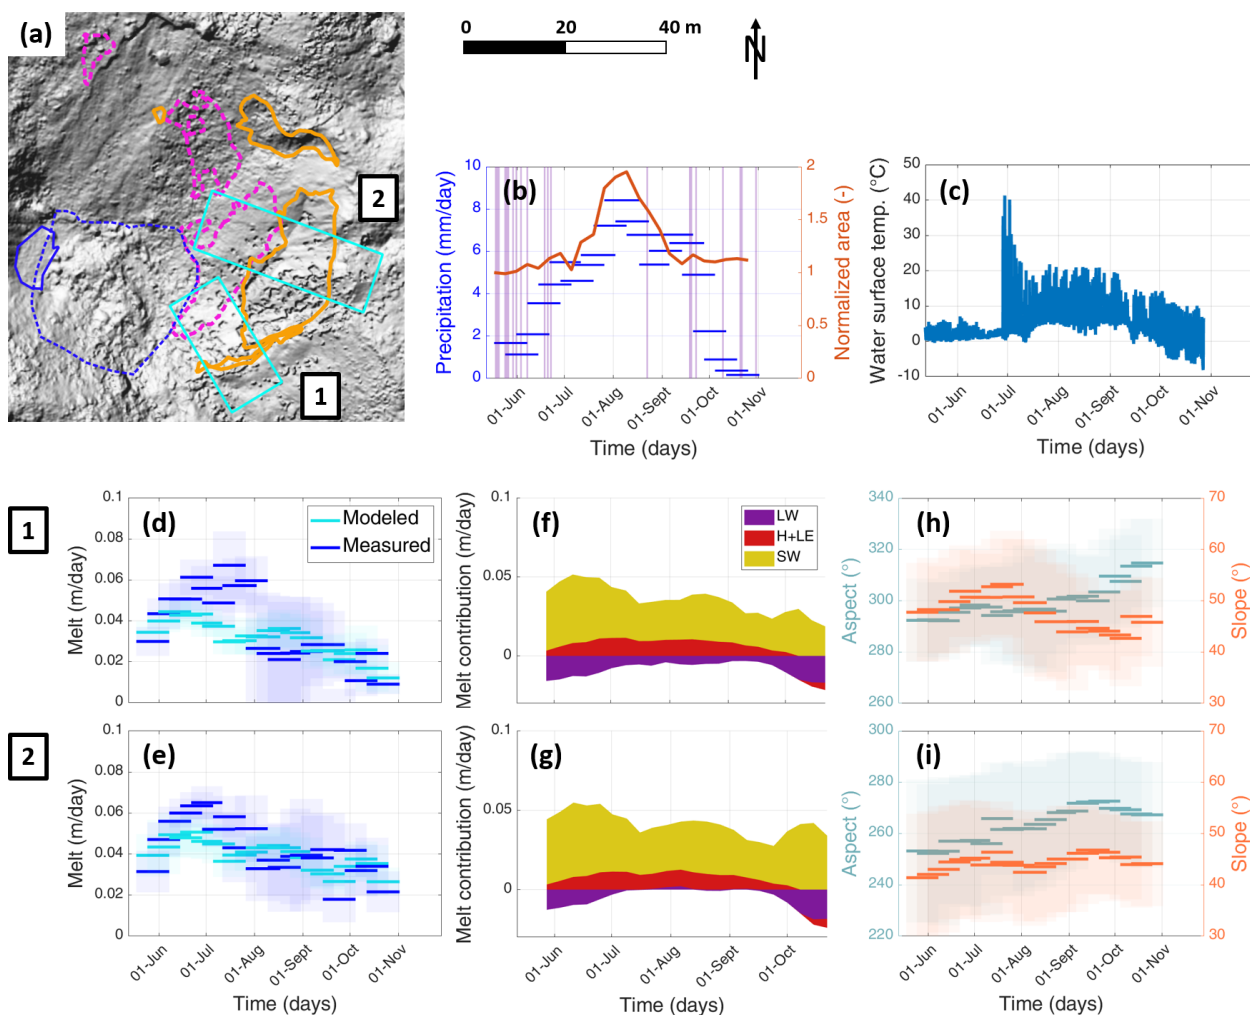 (a)
0 20 40 m
N
2
1
(b)
Precipitation (mm/day)
10
8
6
4
2
0
2
1.5
1
0.5
0
Normalized area (-)
01-Jun 01-Jul 01-Aug 01-Sept 01-Oct 01-Nov
Time (days)
(c)
Water surface temp. (°C)
50
40
30
20
10
0
-10
01-Jun 01-Jul 01-Aug 01-Sept 01-Oct 01-Nov
Time (days)
1
(d)
Melt (m/day)
0.1
0.08
0.06
0.04
0.02
0
Modeled
Measured
(f)
Melt contribution (m/day)
0.1
0.05
0
LW
H+LE
SW
(h)
Aspect (°)
340
320
300
280
260
70
60
50
40
30
Slope (°)
2
(e)
Melt (m/day)
0.1
0.08
0.06
0.04
0.02
0
01-Jun 01-Jul 01-Aug 01-Sept 01-Oct 01-Nov
Time (days)
(g)
Melt contribution (m/day)
0.1
0.05
0
01-Jun 01-Jul 01-Aug 01-Sept 01-Oct
Time (days)
(i)
Aspect (°)
300
280
260
240
220
70
60
50
40
30
Slope (°)
01-Jun 01-Jul 01-Aug 01-Sept 01-Oct 01-Nov
Time (days)